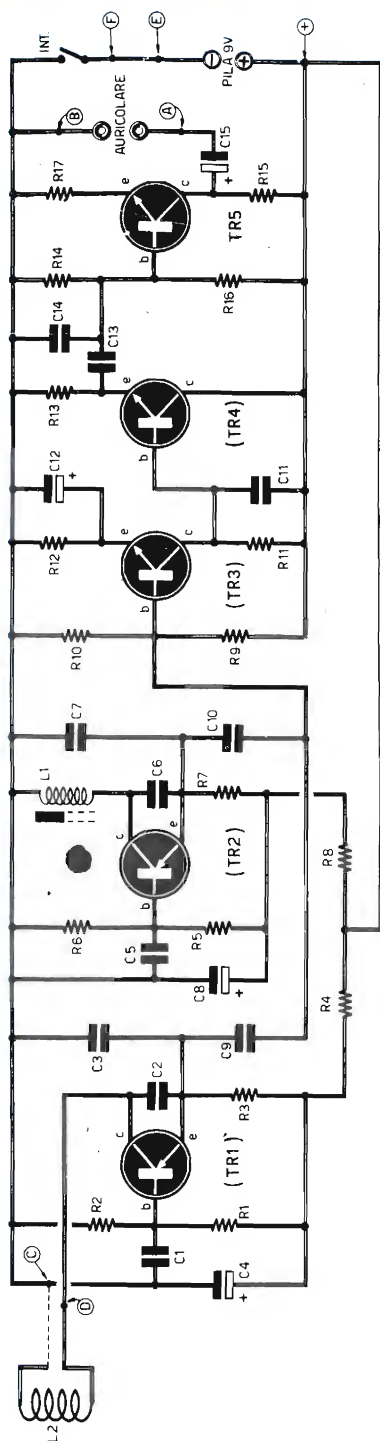 L2
C
D
R2
C1
R1
C4
+
b
c
e
(TR1)
C2
R3
C3
C9
R4
R6
C5
R5
C8
+
b
c
e
(TR2)
L1
C6
R7
C7
C10
R8
R10
R9
b
e
c
(TR3)
R12
C12
+
R11
C11
b
e
c
(TR4)
R13
C14
C13
R14
R16
b
e
c
TR5
R17
R15
C15
+
B
AURICOLARE
A
INT.
F
E
−
PILA 9V
+
+